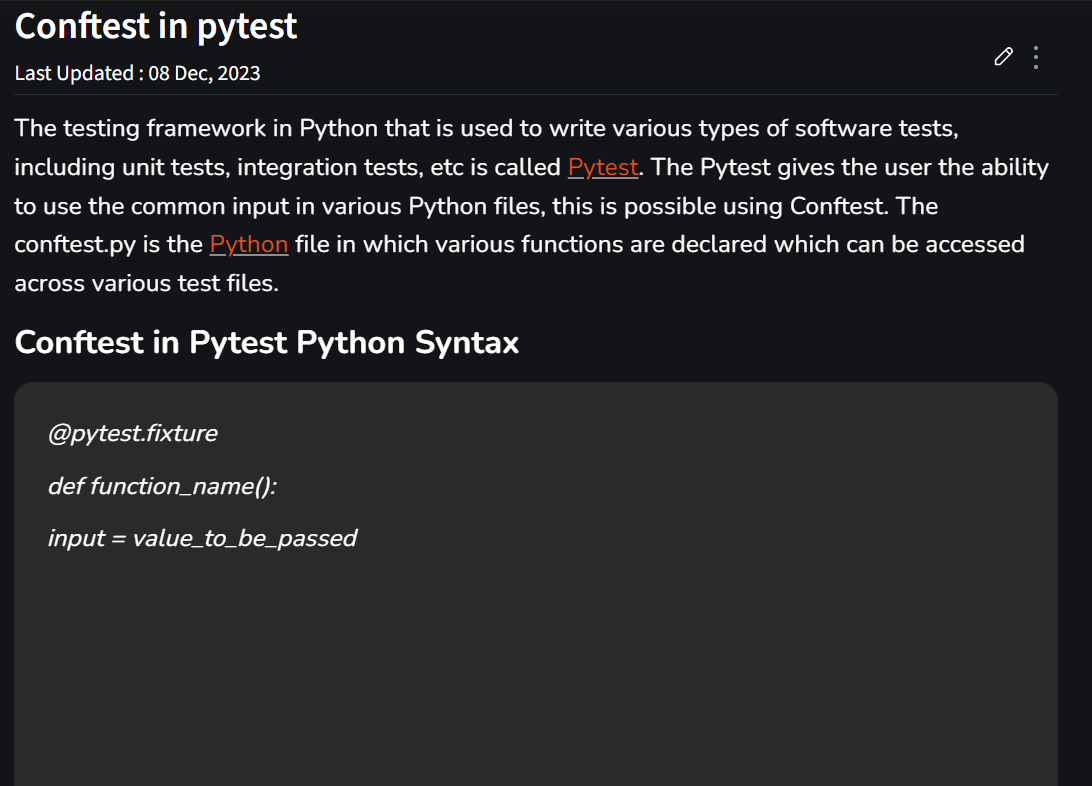 Conftest in pytest
Last Updated : 08 Dec, 2023
The testing framework in Python that is used to write various types of software tests,
including unit tests, integration tests, etc is called Pytest. The Pytest gives the user the ability
to use the common input in various Python files, this is possible using Conftest. The
conftest.py is the Python file in which various functions are declared which can be accessed
across various test files.
Conftest in Pytest Python Syntax
@pytest.fixture
def function_name():
input = value_to_be_passed